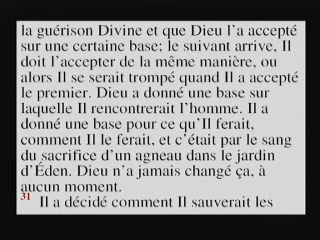 la guérison Divine et que Dieu l’a accepté
sur une certaine base; le suivant arrive, Il
doit l’accepter de la même manière, ou
alors Il se serait trompé quand Il a accepté
le premier. Dieu a donné une base sur
laquelle Il rencontrerait l’homme. Il a
donné une base pour ce qu’Il ferait,
comment Il le ferait, et c’était par le sang
du sacrifice d’un agneau dans le jardin
d’Éden. Dieu n’a jamais changé ça, à
aucun moment.
31 Il a décidé comment Il sauverait les